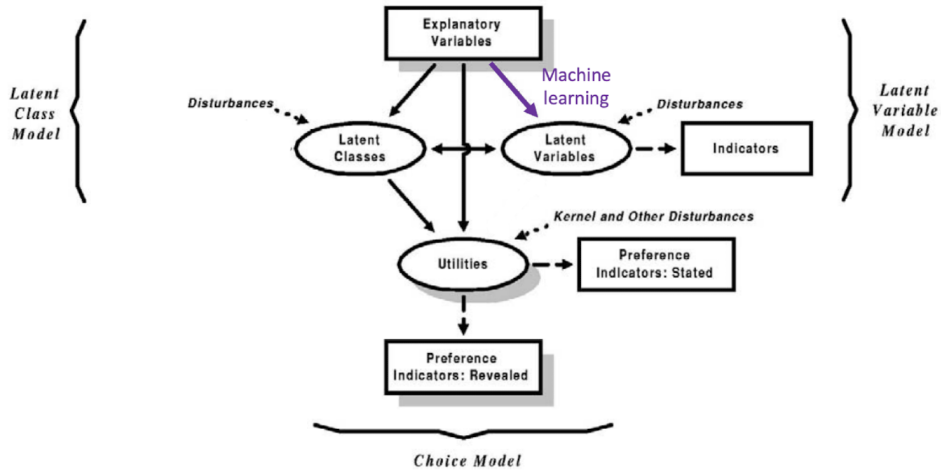 Explanatory
Variables
Machine
learning
Latent
Class
Model
Latent
Variable
Model
Disturbances
Disturbances
Latent
Classes
Latent
Variables
Indicators
Kernel and Other Disturbances
Utilities
Preference
Indicators: Stated
Preference
Indicators: Revealed
Choice Model